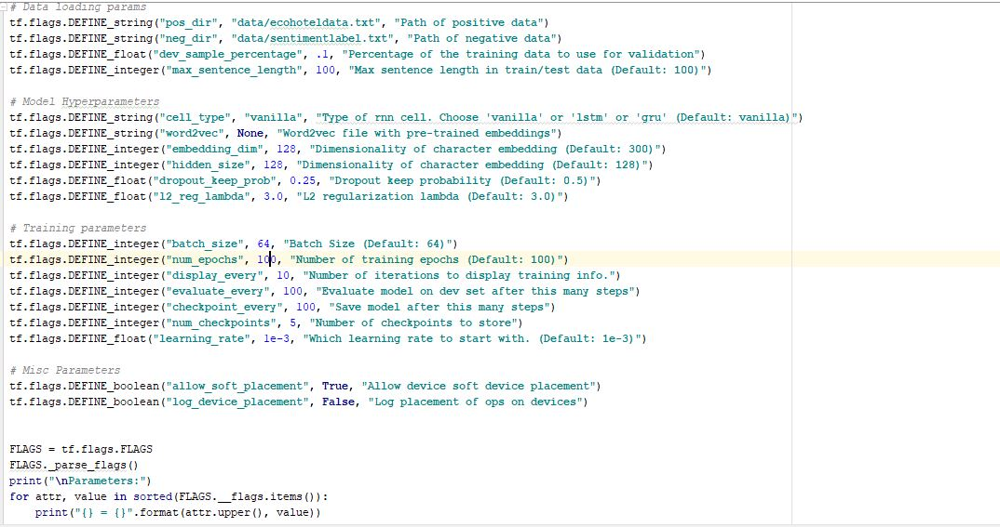 # Data loading params
tf.flags.DEFINE_string("pos_dir", "data/ecohoteldata.txt", "Path of positive data")
tf.flags.DEFINE_string("neg_dir", "data/sentimentlabel.txt", "Path of negative data")
tf.flags.DEFINE_float("dev_sample_percentage", .1, "Percentage of the training data to use for validation")
tf.flags.DEFINE_integer("max_sentence_length", 100, "Max sentence length in train/test data (Default: 100)")

# Model Hyperparameters
tf.flags.DEFINE_string("cell_type", "vanilla", "Type of rnn cell. Choose 'vanilla' or 'lstm' or 'gru' (Default: vanilla)")
tf.flags.DEFINE_string("word2vec", None, "Word2vec file with pre-trained embeddings")
tf.flags.DEFINE_integer("embedding_dim", 128, "Dimensionality of character embedding (Default: 300)")
tf.flags.DEFINE_integer("hidden_size", 128, "Dimensionality of character embedding (Default: 128)")
tf.flags.DEFINE_float("dropout_keep_prob", 0.25, "Dropout keep probability (Default: 0.5)")
tf.flags.DEFINE_float("l2_reg_lambda", 3.0, "L2 regularization lambda (Default: 3.0)")

# Training parameters
tf.flags.DEFINE_integer("batch_size", 64, "Batch Size (Default: 64)")
tf.flags.DEFINE_integer("num_epochs", 100, "Number of training epochs (Default: 100)")
tf.flags.DEFINE_integer("display_every", 10, "Number of iterations to display training info.")
tf.flags.DEFINE_integer("evaluate_every", 100, "Evaluate model on dev set after this many steps")
tf.flags.DEFINE_integer("checkpoint_every", 100, "Save model after this many steps")
tf.flags.DEFINE_integer("num_checkpoints", 5, "Number of checkpoints to store")
tf.flags.DEFINE_float("learning_rate", 1e-3, "Which learning rate to start with. (Default: 1e-3)")

# Misc Parameters
tf.flags.DEFINE_boolean("allow_soft_placement", True, "Allow device soft device placement")
tf.flags.DEFINE_boolean("log_device_placement", False, "Log placement of ops on devices")

FLAGS = tf.flags.FLAGS
FLAGS._parse_flags()
print("\nParameters:")
for attr, value in sorted(FLAGS.__flags.items()):
    print("{} = {}".format(attr.upper(), value))